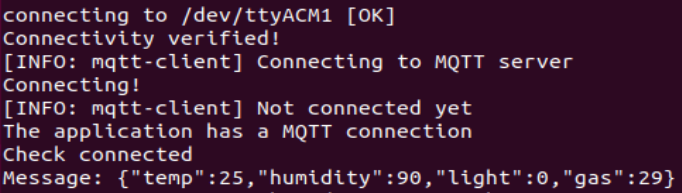 connecting to /dev/ttyACM1 [OK]
Connectivity verified!
[INFO: mqtt-client] Connecting to MQTT server
Connecting!
[INFO: mqtt-client] Not connected yet
The application has a MQTT connection
Check connected
Message: {"temp":25,"humidity":90,"light":0,"gas":29}